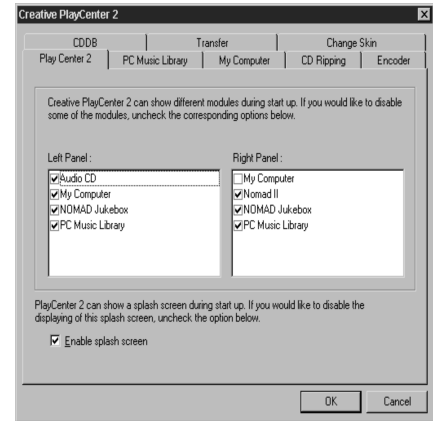 Creative PlayCenter 2
CDDB Transfer Change Skin
Play Center 2 PC Music Library My Computer CD Ripping Encoder
Creative PlayCenter 2 can show different modules during start up. If you would like to disable
some of the modules, uncheck the corresponding options below.
Left Panel : Right Panel :
Audio CD My Computer
My Computer Nomad II
NOMAD Jukebox NOMAD Jukebox
PC Music Library PC Music Library
PlayCenter 2 can show a splash screen during start up. If you would like to disable the
displaying of this splash screen, uncheck the option below.
Enable splash screen
OK Cancel